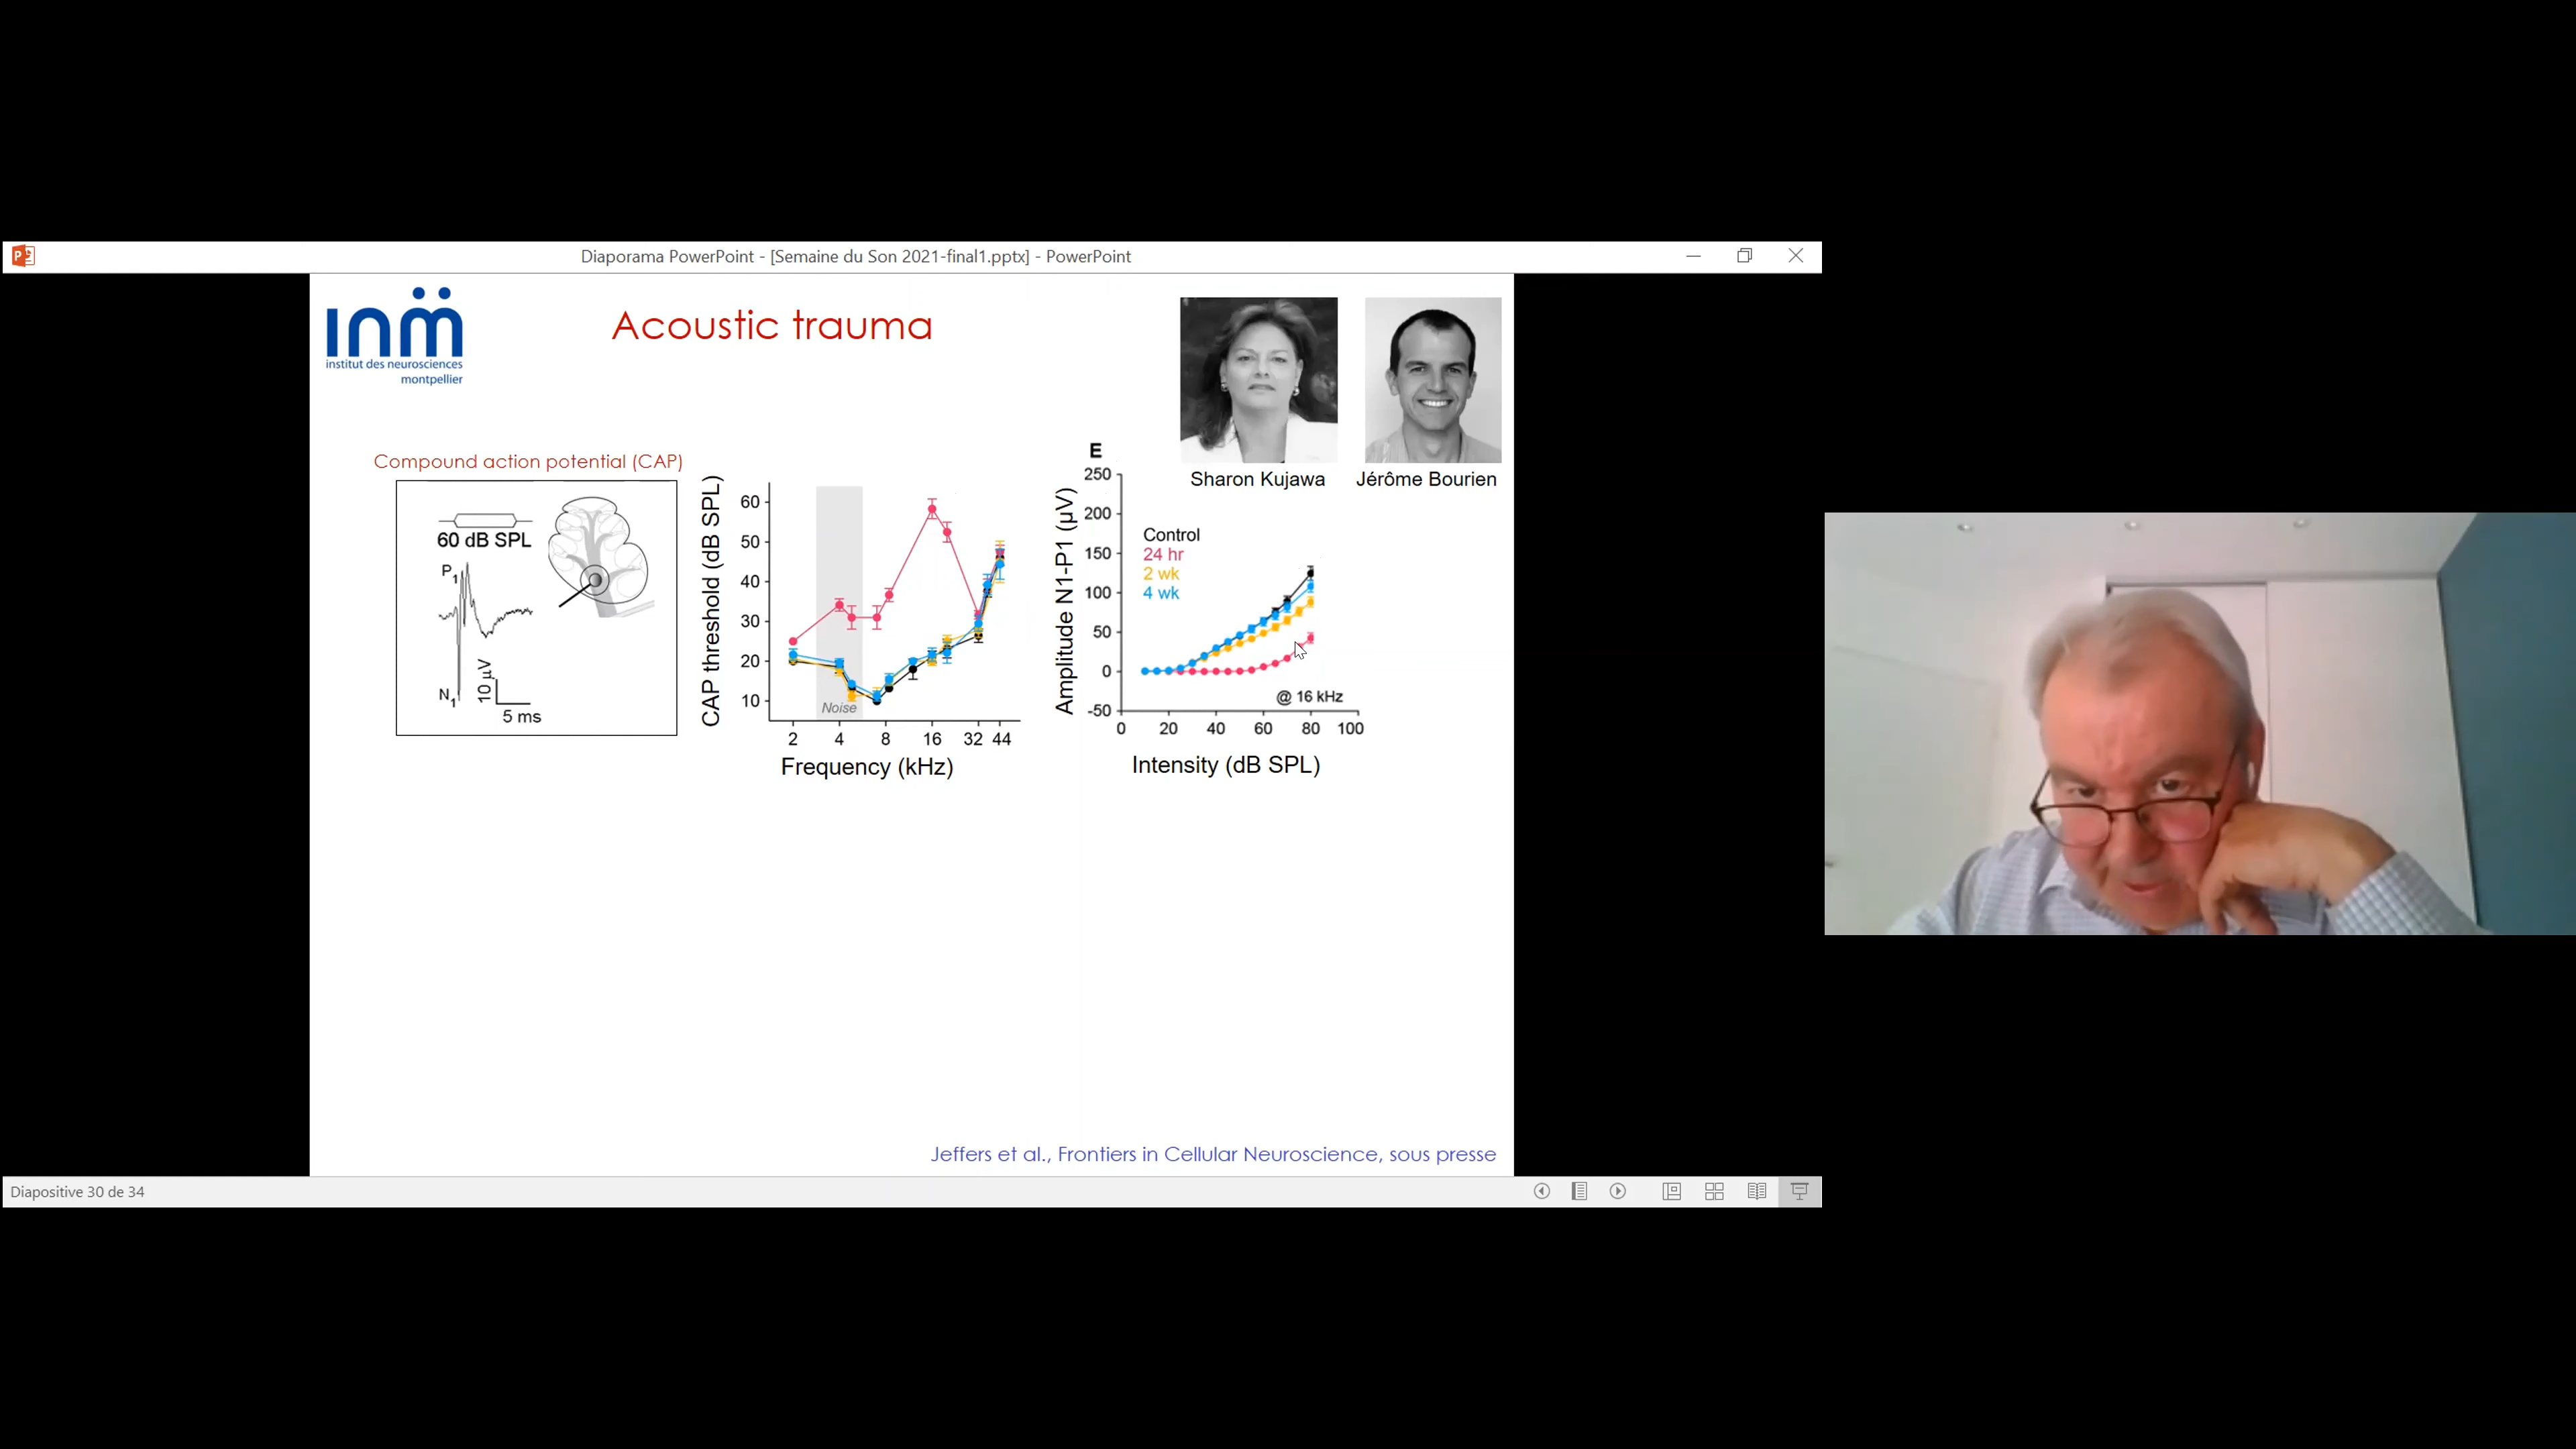 Diaporama PowerPoint - [Semaine du Son 2021-final1.pptx] - PowerPoint
inm
institut des neurosciences
montpellier
Acoustic trauma
Sharon Kujawa
Jérôme Bourien
Compound action potential (CAP)
60 dB SPL
P1
N1
10 µV
5 ms
CAP threshold (dB SPL)
60
50
40
30
20
10
Noise
2 4 8 16 32 44
Frequency (kHz)
E
Amplitude N1-P1 (µV)
250
200
150
100
50
0
-50
Control
24 hr
2 wk
4 wk
@ 16 kHz
0 20 40 60 80 100
Intensity (dB SPL)
Jeffers et al., Frontiers in Cellular Neuroscience, sous presse
Diapositive 30 de 34